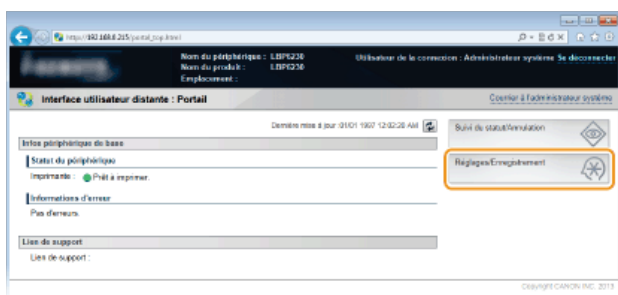 http://192.168.6.215/portal_top.html
Nom du périphérique : LBP6230
Nom du produit : LBP6230
Emplacement :
Utilisateur de la connexion : Administrateur système Se déconnecter
Interface utilisateur distante : Portail
Courrier à l'administrateur système
Dernière mise à jour :01/01 1997 12:02:28 AM
Infos périphérique de base
Statut du périphérique
Imprimante : Prêt à imprimer.
Informations d'erreur
Pas d'erreurs.
Lien de support
Lien de support :
Suivi de statut/Annulation
Réglages/Enregistrement
Copyright CANON INC. 2013